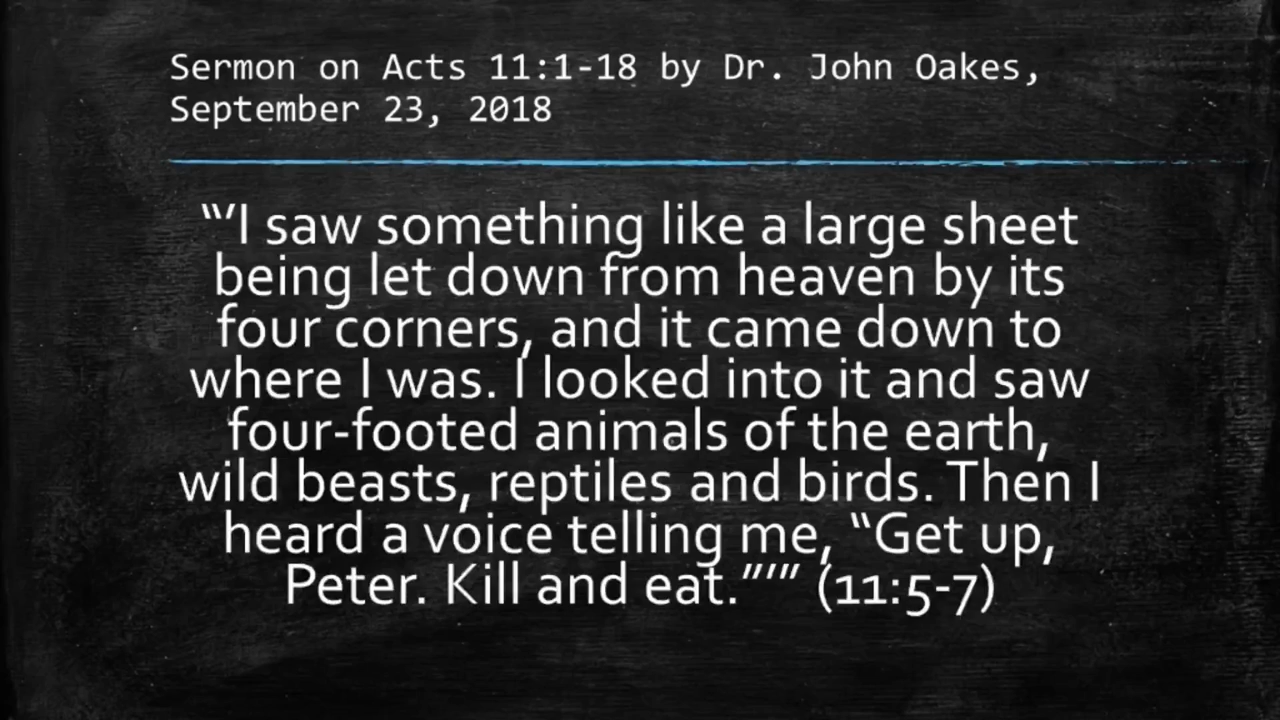 Sermon on Acts 11:1-18 by Dr. John Oakes,
September 23, 2018
“‘I saw something like a large sheet
being let down from heaven by its
four corners, and it came down to
where I was. I looked into it and saw
four-footed animals of the earth,
wild beasts, reptiles and birds. Then I
heard a voice telling me, “Get up,
Peter. Kill and eat.”’” (11:5-7)